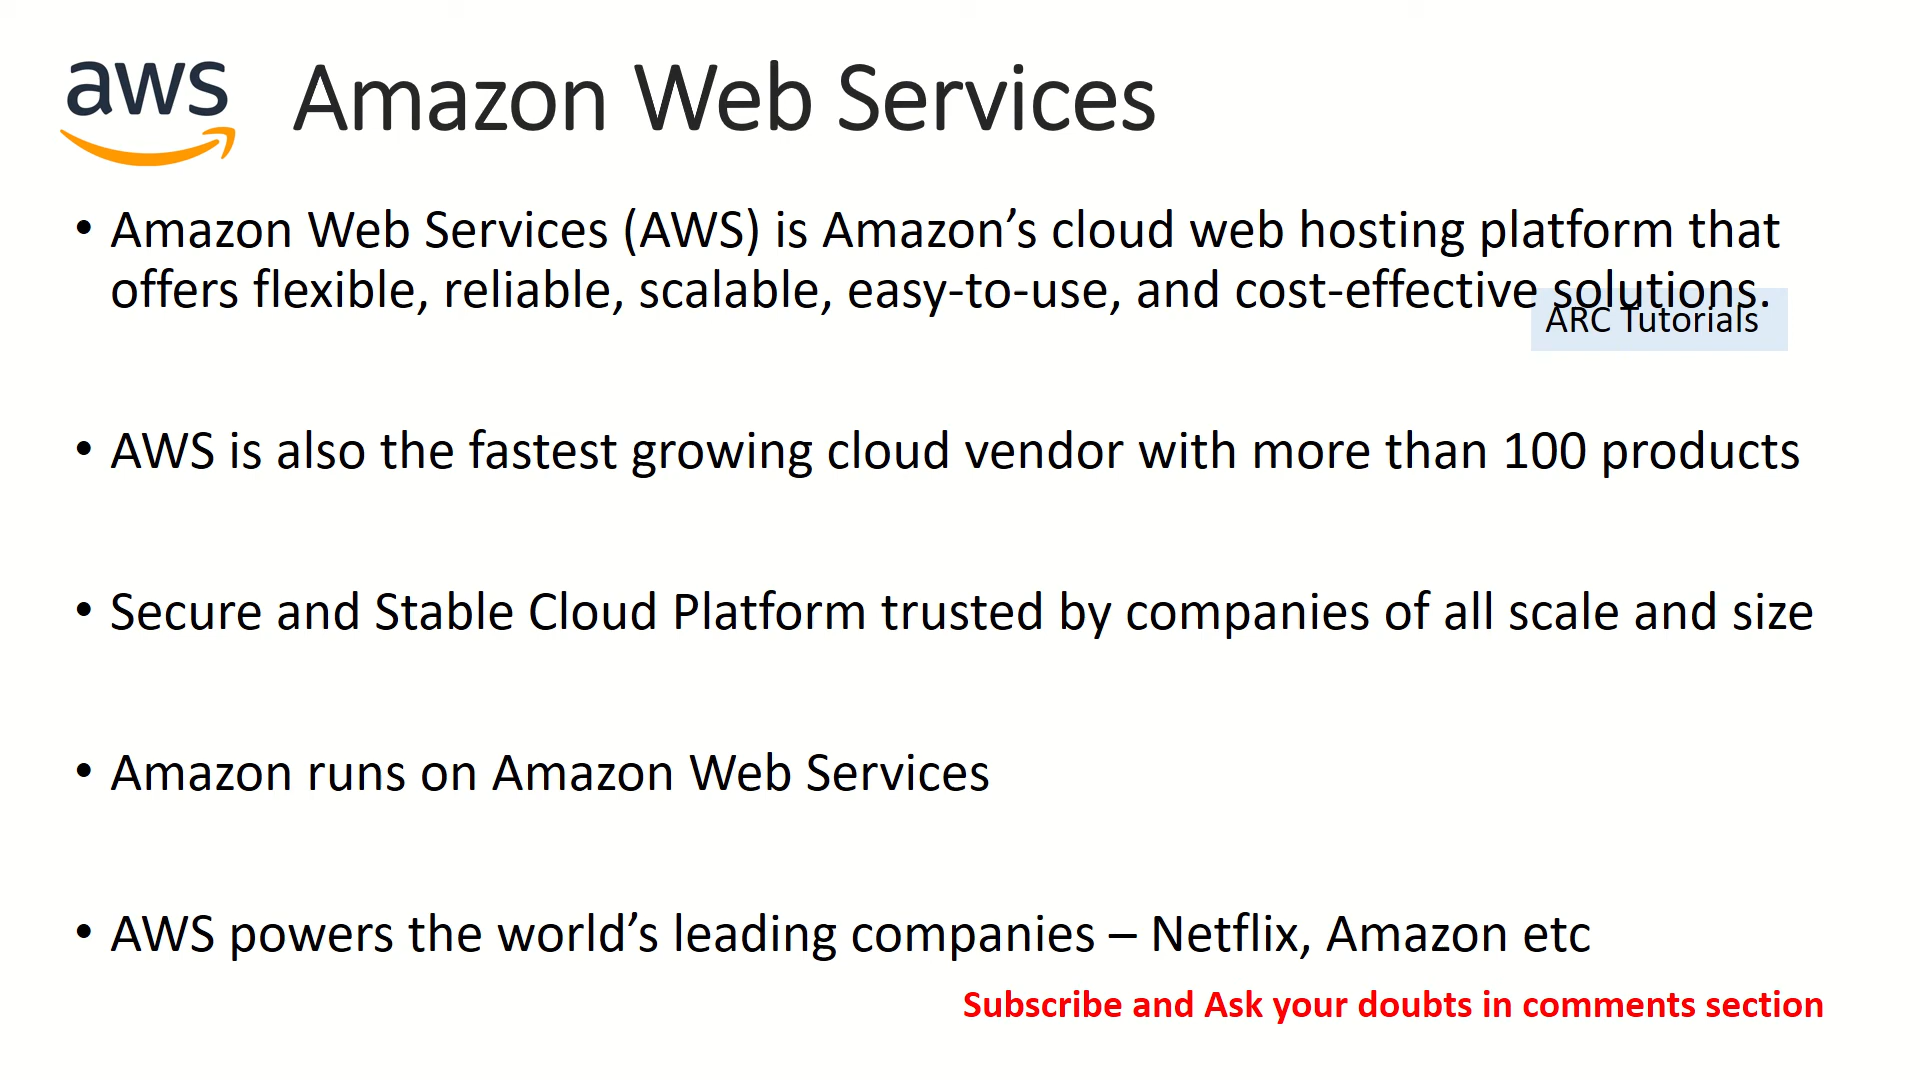 aws
Amazon Web Services
• Amazon Web Services (AWS) is Amazon’s cloud web hosting platform that
offers flexible, reliable, scalable, easy-to-use, and cost-effective solutions.
ARC Tutorials
• AWS is also the fastest growing cloud vendor with more than 100 products
• Secure and Stable Cloud Platform trusted by companies of all scale and size
• Amazon runs on Amazon Web Services
• AWS powers the world’s leading companies – Netflix, Amazon etc
Subscribe and Ask your doubts in comments section